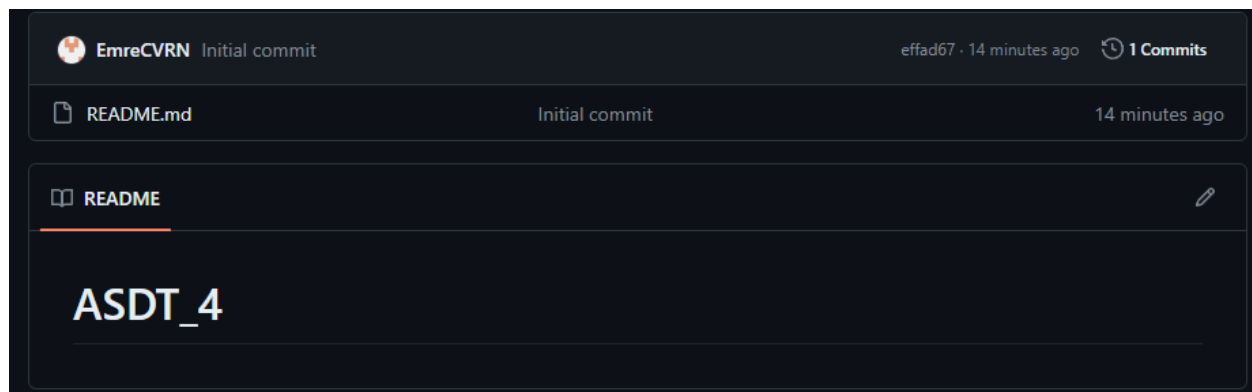 EmreCVRN Initial commit effad67 · 14 minutes ago 1 Commits
README.md Initial commit 14 minutes ago
README
ASDT_4